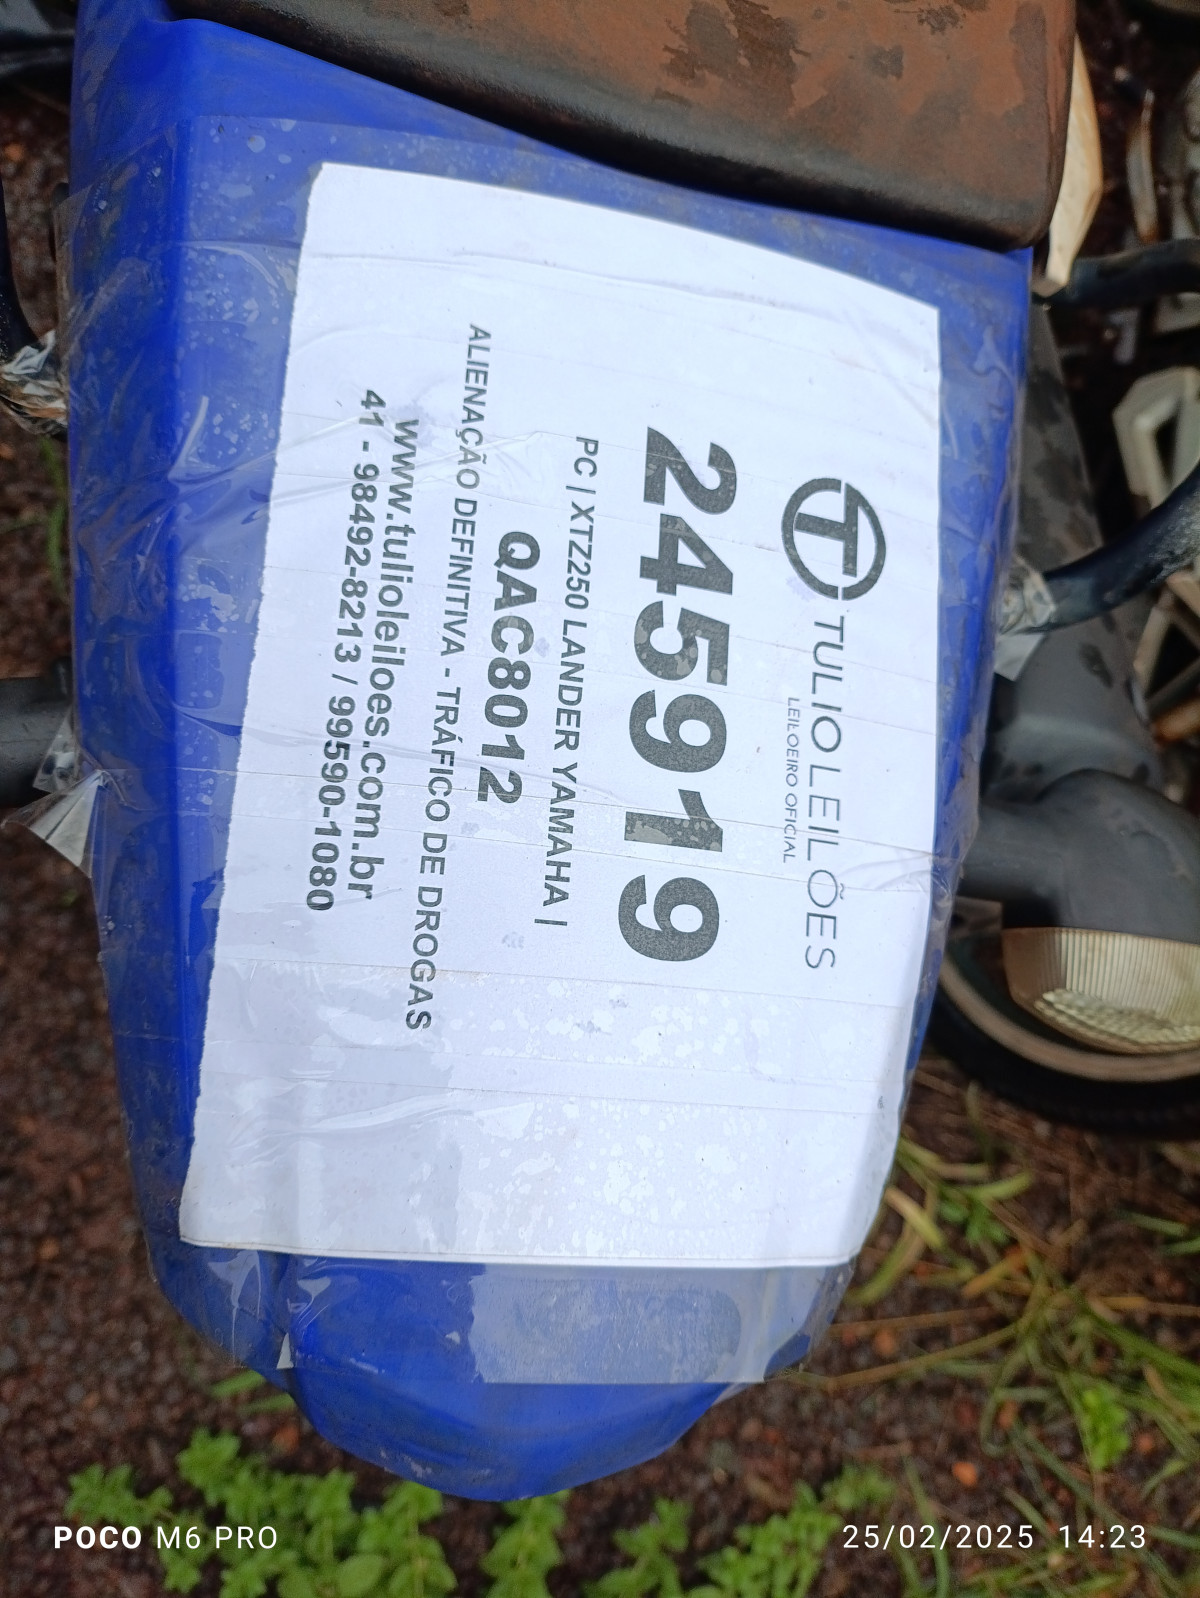 TULIO LEILÕES
LEILOEIRO OFICIAL
245919
PC | XTZ250 LANDER YAMAHA |
QAC8012
ALIENAÇÃO DEFINITIVA - TRÁFICO DE DROGAS
www.tulioleiloes.com.br
41 - 98492-8213 / 99590-1080
POCO M6 PRO
25/02/2025 14:23